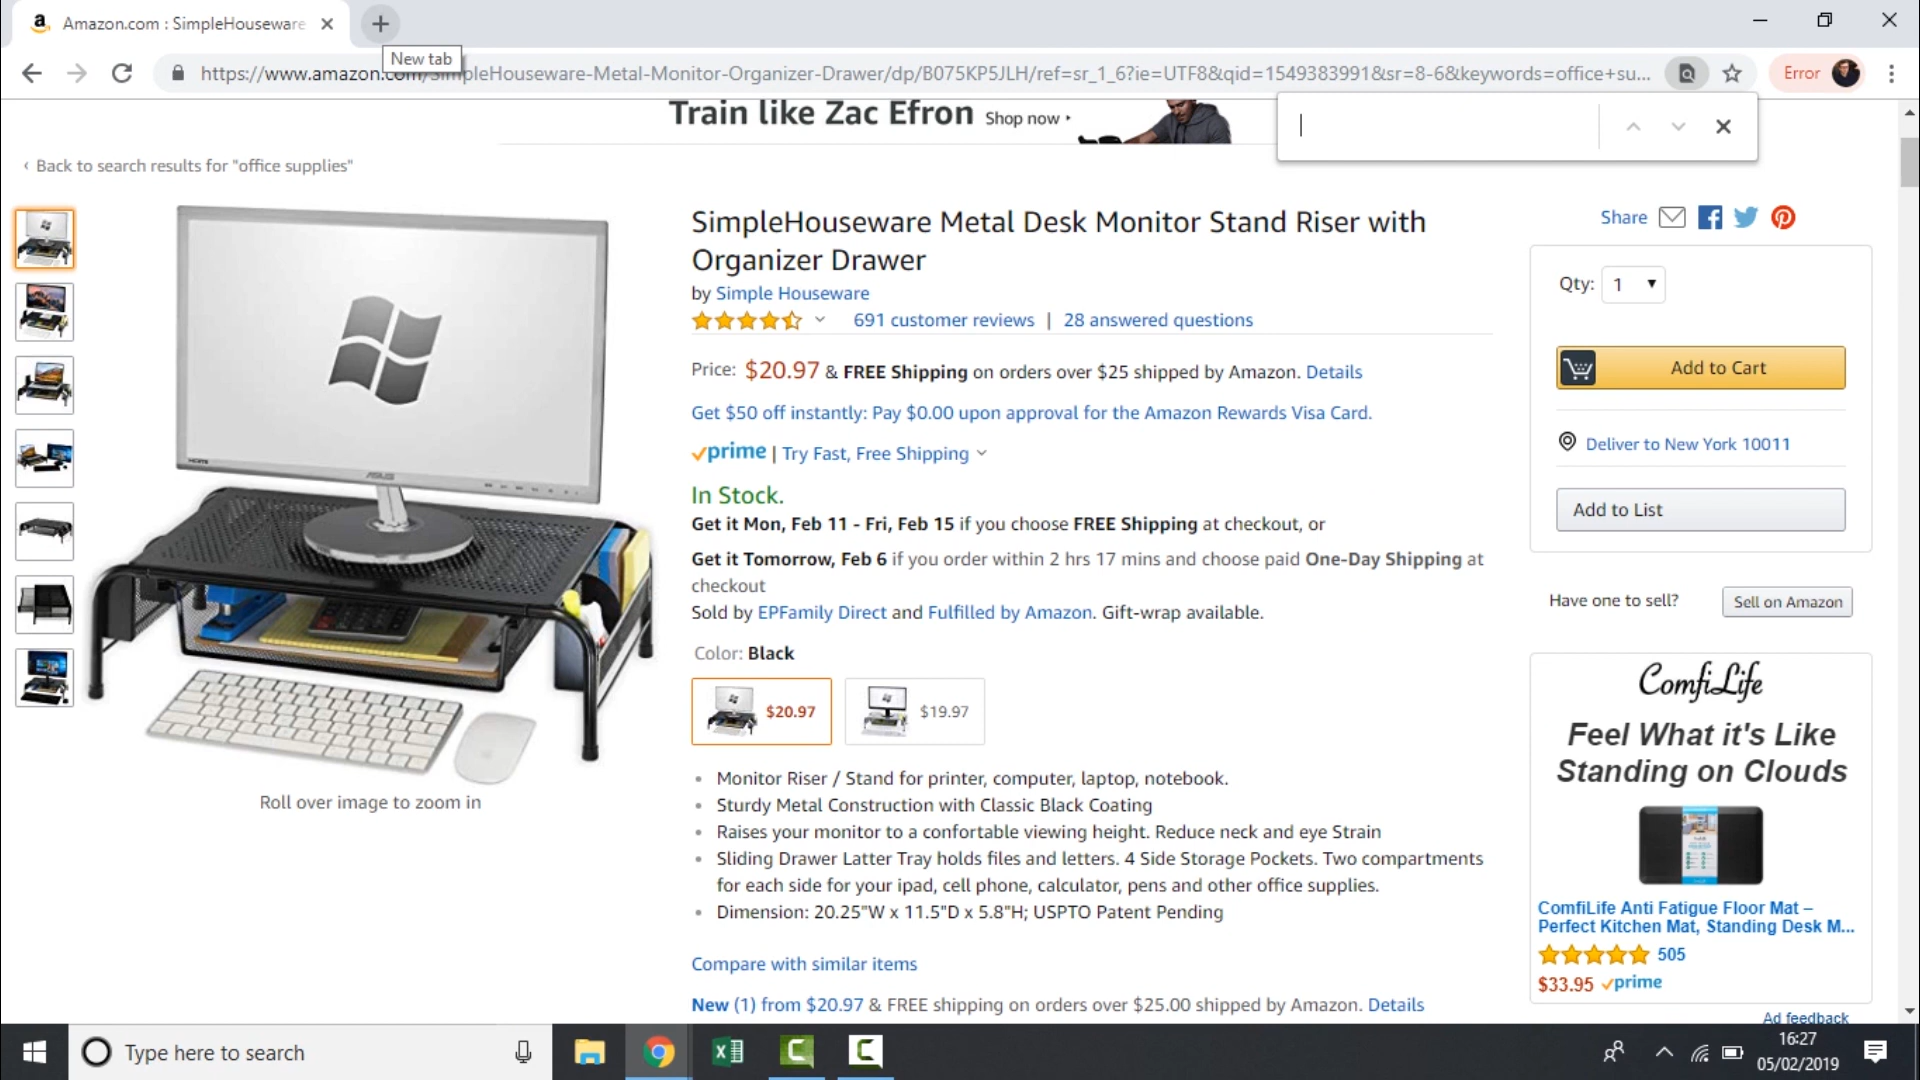 Amazon.com : SimpleHouseware
New tab
https://www.amazon.com/SimpleHouseware-Metal-Monitor-Organizer-Drawer/dp/B075KP5JLH/ref=sr_1_6?ie=UTF8&qid=1549383991&sr=8-6&keywords=office+su...
Error
Train like Zac Efron Shop now
‹ Back to search results for "office supplies"
SimpleHouseware Metal Desk Monitor Stand Riser with
Organizer Drawer
by Simple Houseware
691 customer reviews | 28 answered questions
Price: $20.97 & FREE Shipping on orders over $25 shipped by Amazon. Details
Get $50 off instantly: Pay $0.00 upon approval for the Amazon Rewards Visa Card.
prime | Try Fast, Free Shipping
In Stock.
Get it Mon, Feb 11 - Fri, Feb 15 if you choose FREE Shipping at checkout, or
Get it Tomorrow, Feb 6 if you order within 2 hrs 17 mins and choose paid One-Day Shipping at
checkout
Sold by EPFamily Direct and Fulfilled by Amazon. Gift-wrap available.
Color: Black
$20.97
$19.97
• Monitor Riser / Stand for printer, computer, laptop, notebook.
• Sturdy Metal Construction with Classic Black Coating
• Raises your monitor to a confortable viewing height. Reduce neck and eye Strain
• Sliding Drawer Latter Tray holds files and letters. 4 Side Storage Pockets. Two compartments
for each side for your ipad, cell phone, calculator, pens and other office supplies.
• Dimension: 20.25"W x 11.5"D x 5.8"H; USPTO Patent Pending
Compare with similar items
New (1) from $20.97 & FREE shipping on orders over $25.00 shipped by Amazon. Details
HDMI
ASUS
Roll over image to zoom in
Share
Qty: 1
Add to Cart
Deliver to New York 10011
Add to List
Have one to sell? Sell on Amazon
ComfiLife
Feel What it's Like
Standing on Clouds
ComfiLife Anti Fatigue Floor Mat –
Perfect Kitchen Mat, Standing Desk M...
505
$33.95 prime
Ad feedback
Type here to search
16:27
05/02/2019